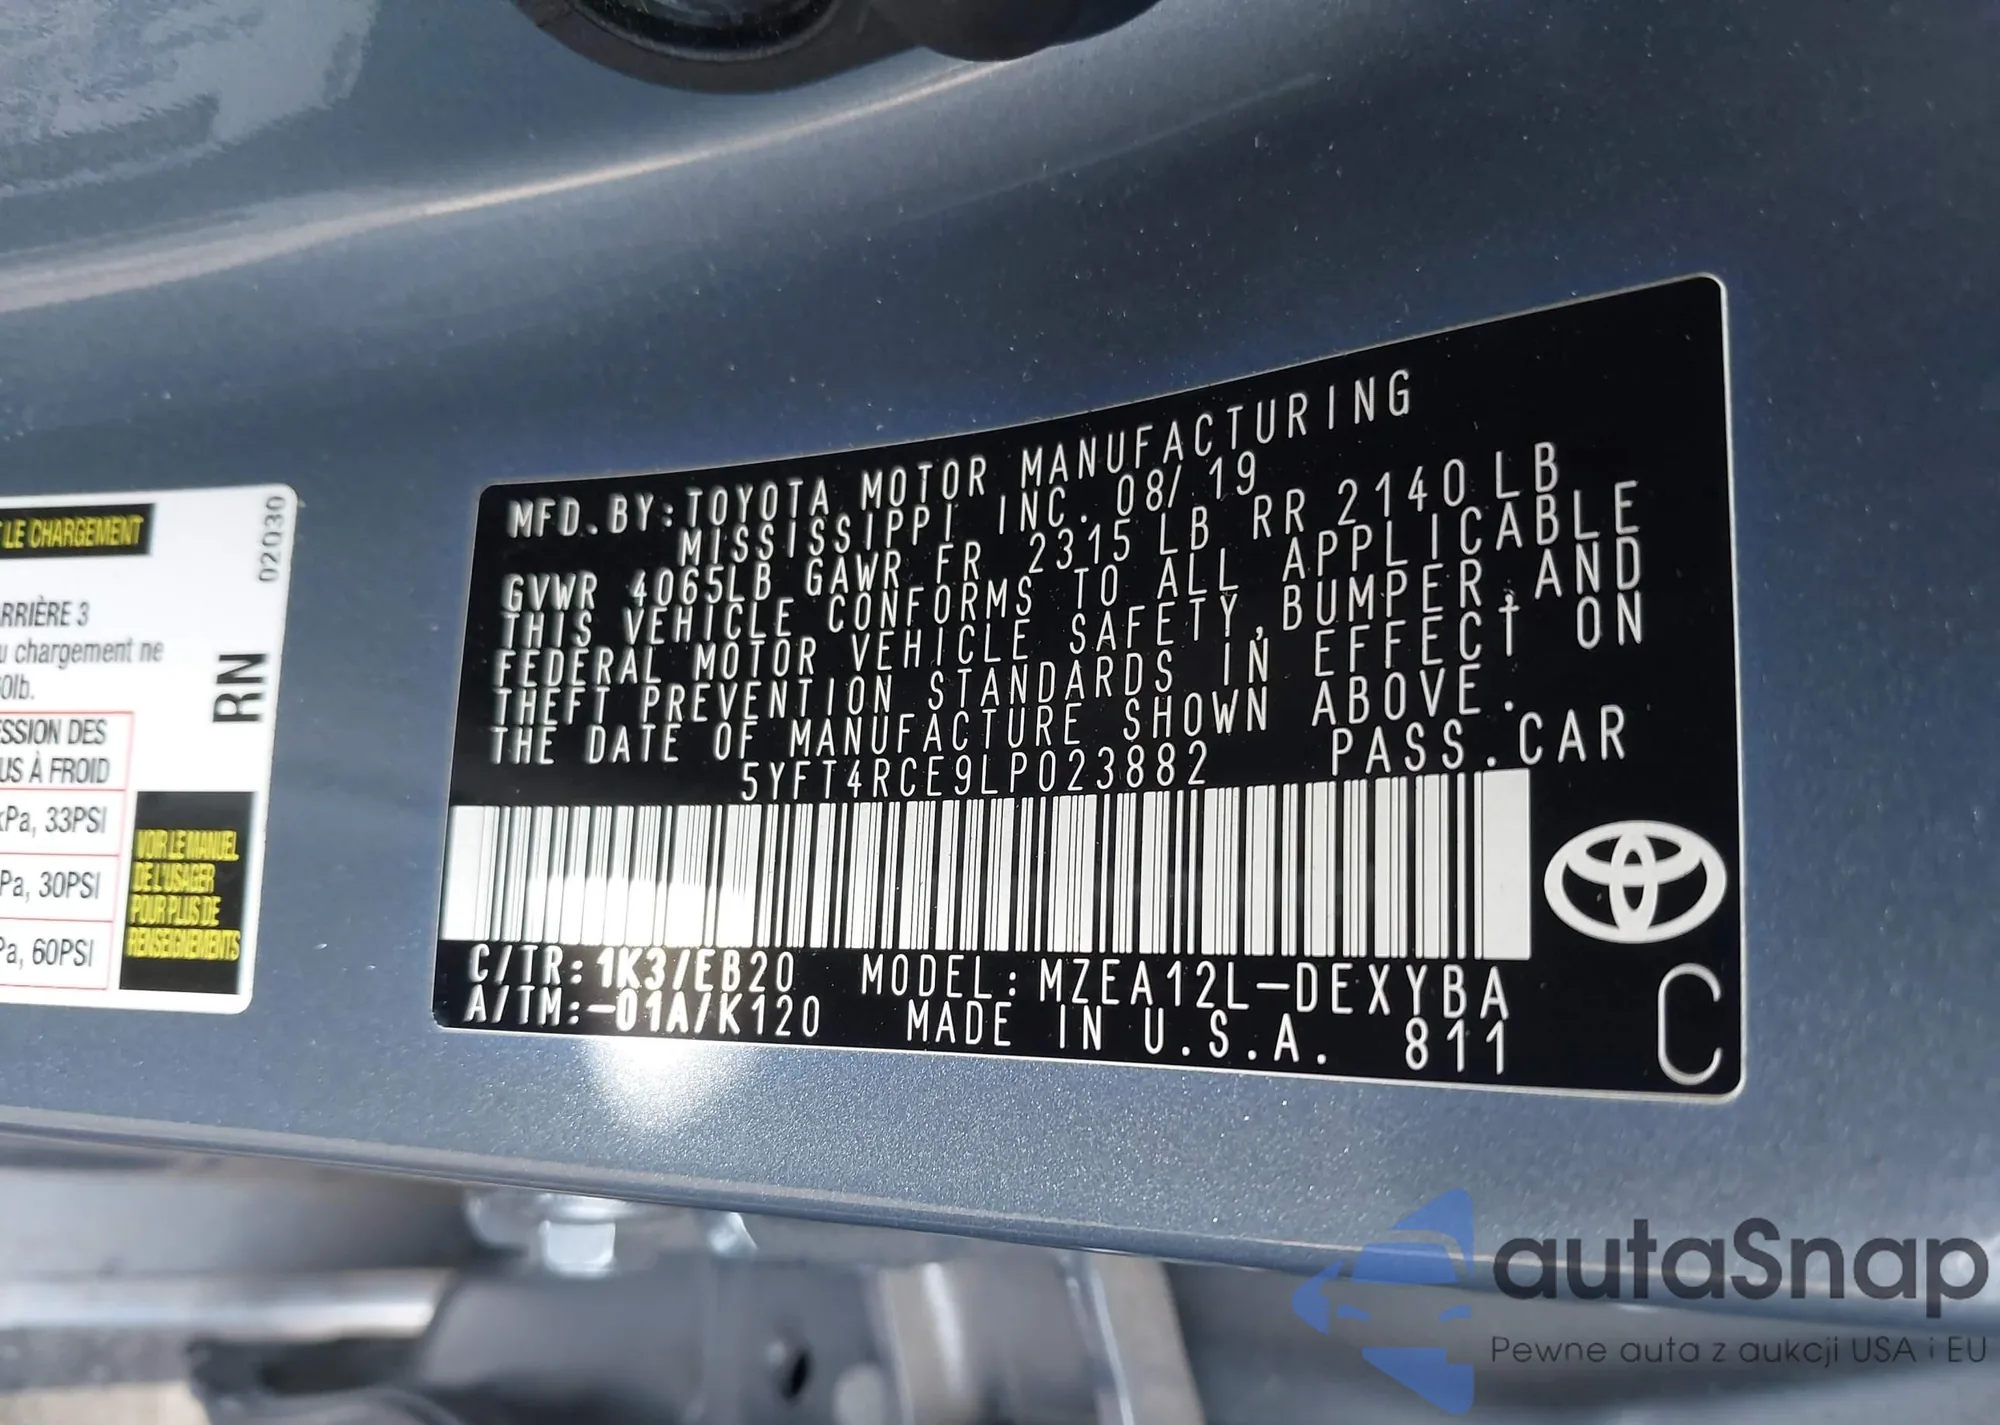 LE CHARGEMENT
02030
RN
RRIÈRE 3
u chargement ne
0lb.
SSION DES
US À FROID
kPa, 33PSI
Pa, 30PSI
Pa, 60PSI
VOIR LE MANUEL
DE L'USAGER
POUR PLUS DE
RENSEIGNEMENTS
MFD. BY: TOYOTA MOTOR MANUFACTURING
MISSISSIPPI INC. 08/19
GVWR 4065LB GAWR FR 2315 LB RR 2140LB
THIS VEHICLE CONFORMS TO ALL APPLICABLE
FEDERAL MOTOR VEHICLE SAFETY, BUMPER, AND
THEFT PREVENTION STANDARDS IN EFFECT ON
THE DATE OF MANUFACTURE SHOWN ABOVE.
5YFT4RCE9LP023882 PASS.CAR
C/TR: 1K3/EB20 MODEL: MZEA12L-DEXYBA
A/TM:-01A/K120 MADE IN U.S.A. 811
C
autaSnap
Pewne auta z aukcji USA i EU